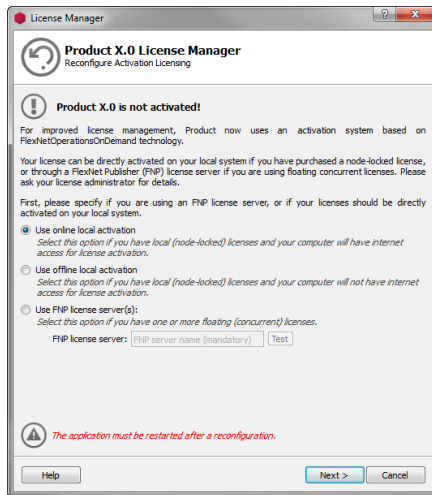 License Manager
Product X.0 License Manager
Reconfigure Activation Licensing
Product X.0 is not activated!
For improved license management, Product now uses an activation system based on
FlexNetOperationsOnDemand technology.
Your license can be directly activated on your local system if you have purchased a node-locked license,
or through a FlexNet Publisher (FNP) license server if you are using floating concurrent licenses. Please
ask your license administrator for details.
First, please specify if you are using an FNP license server, or if your licenses should be directly
activated on your local system.
Use online local activation
Select this option if you have local (node-locked) licenses and your computer will have internet
access for license activation.
Use offline local activation
Select this option if you have local (node-locked) licenses and your computer will not have internet
access for license activation.
Use FNP license server(s):
Select this option if you have one or more floating (concurrent) licenses.
FNP license server: FNP server name (mandatory) Test
The application must be restarted after a reconfiguration.
Help Next > Cancel